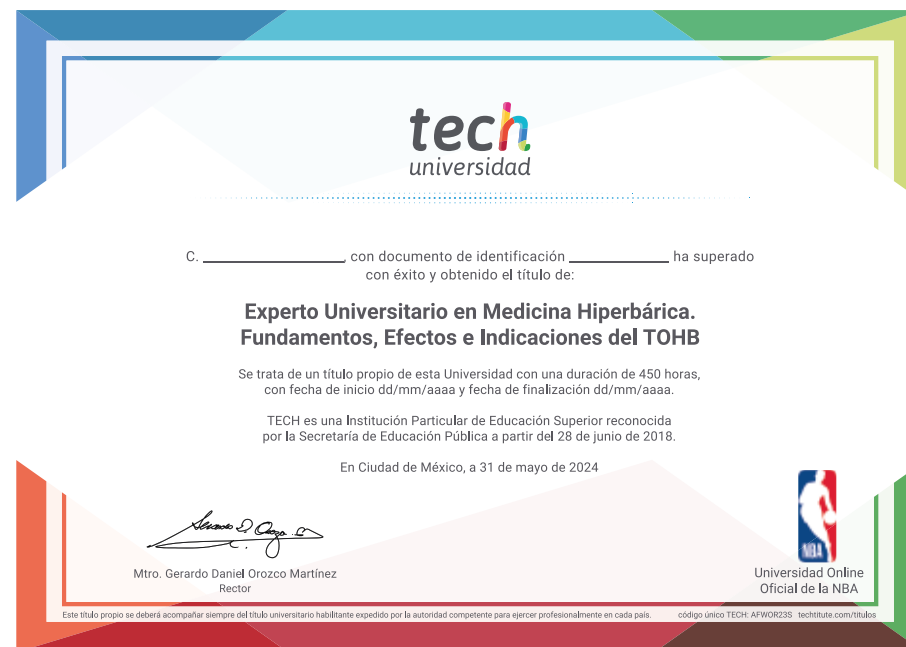 tech
universidad
C. ____________________, con documento de identificación ______________ ha superado
con éxito y obtenido el título de:
Experto Universitario en Medicina Hiperbárica.
Fundamentos, Efectos e Indicaciones del TOHB
Se trata de un título propio de esta Universidad con una duración de 450 horas,
con fecha de inicio dd/mm/aaaa y fecha de finalización dd/mm/aaaa.
TECH es una Institución Particular de Educación Superior reconocida
por la Secretaría de Educación Pública a partir del 28 de junio de 2018.
En Ciudad de México, a 31 de mayo de 2024
Mtro. Gerardo Daniel Orozco Martínez
Rector
NBA
Universidad Online
Oficial de la NBA
Este título propio se deberá acompañar siempre del título universitario habilitante expedido por la autoridad competente para ejercer profesionalmente en cada país. código único TECH: AFWOR23S techtitute.com/titulos